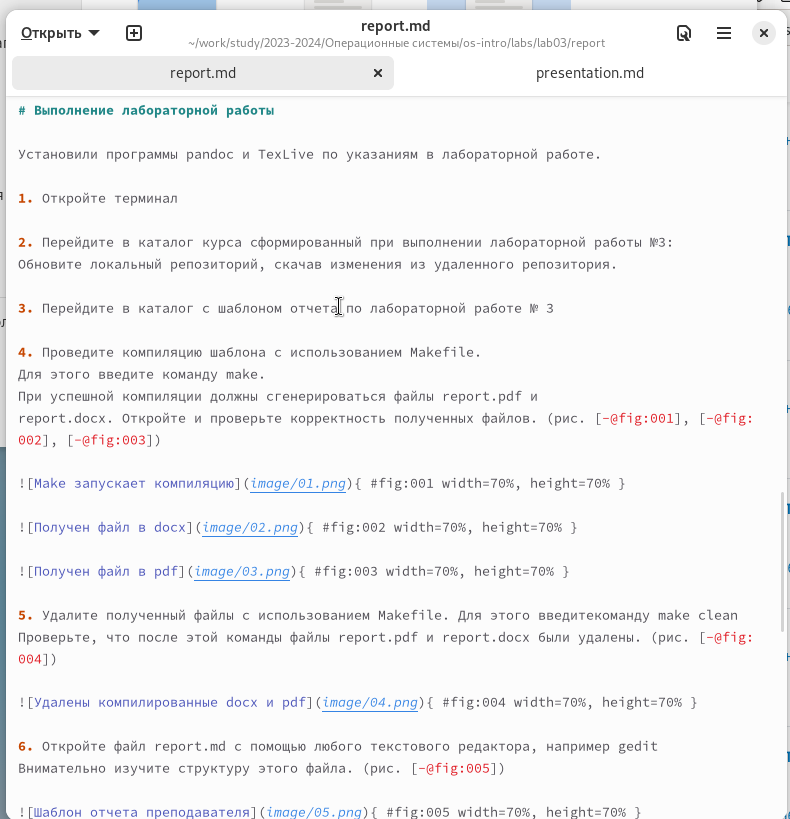 Открыть
report.md
~/work/study/2023-2024/Операционные системы/os-intro/labs/lab03/report
report.md
presentation.md
# Выполнение лабораторной работы
Установили программы pandoc и TexLive по указаниям в лабораторной работе.
1. Откройте терминал
2. Перейдите в каталог курса сформированный при выполнении лабораторной работы №3:
Обновите локальный репозиторий, скачав изменения из удаленного репозитория.
3. Перейдите в каталог с шаблоном отчета по лабораторной работе № 3
4. Проведите компиляцию шаблона с использованием Makefile.
Для этого введите команду make.
При успешной компиляции должны сгенерироваться файлы report.pdf и
report.docx. Откройте и проверьте корректность полученных файлов. (рис. [-@fig:001], [-@fig:
002], [-@fig:003])
![Make запускает компиляцию](image/01.png){ #fig:001 width=70%, height=70% }
![Получен файл в docx](image/02.png){ #fig:002 width=70%, height=70% }
![Получен файл в pdf](image/03.png){ #fig:003 width=70%, height=70% }
5. Удалите полученный файлы с использованием Makefile. Для этого введитекоманду make clean
Проверьте, что после этой команды файлы report.pdf и report.docx были удалены. (рис. [-@fig:
004])
![Удалены компилированные docx и pdf](image/04.png){ #fig:004 width=70%, height=70% }
6. Откройте файл report.md с помощью любого текстового редактора, например gedit
Внимательно изучите структуру этого файла. (рис. [-@fig:005])
![Шаблон отчета преподавателя](image/05.png){ #fig:005 width=70%, height=70% }